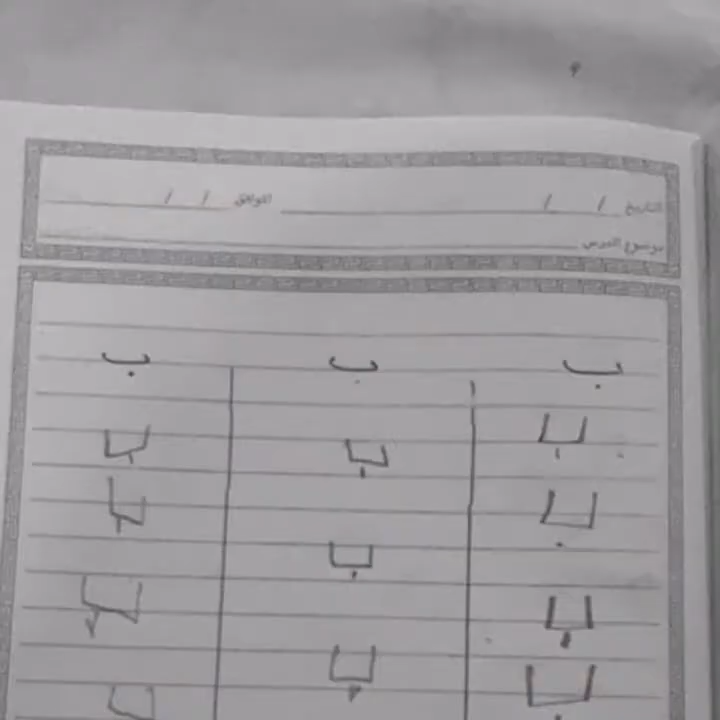 التاريخ / / الموافق / /
موضوع الدرس
ب ب ب
ب ب ب
ب ب ب
ب ب ب
ب ب